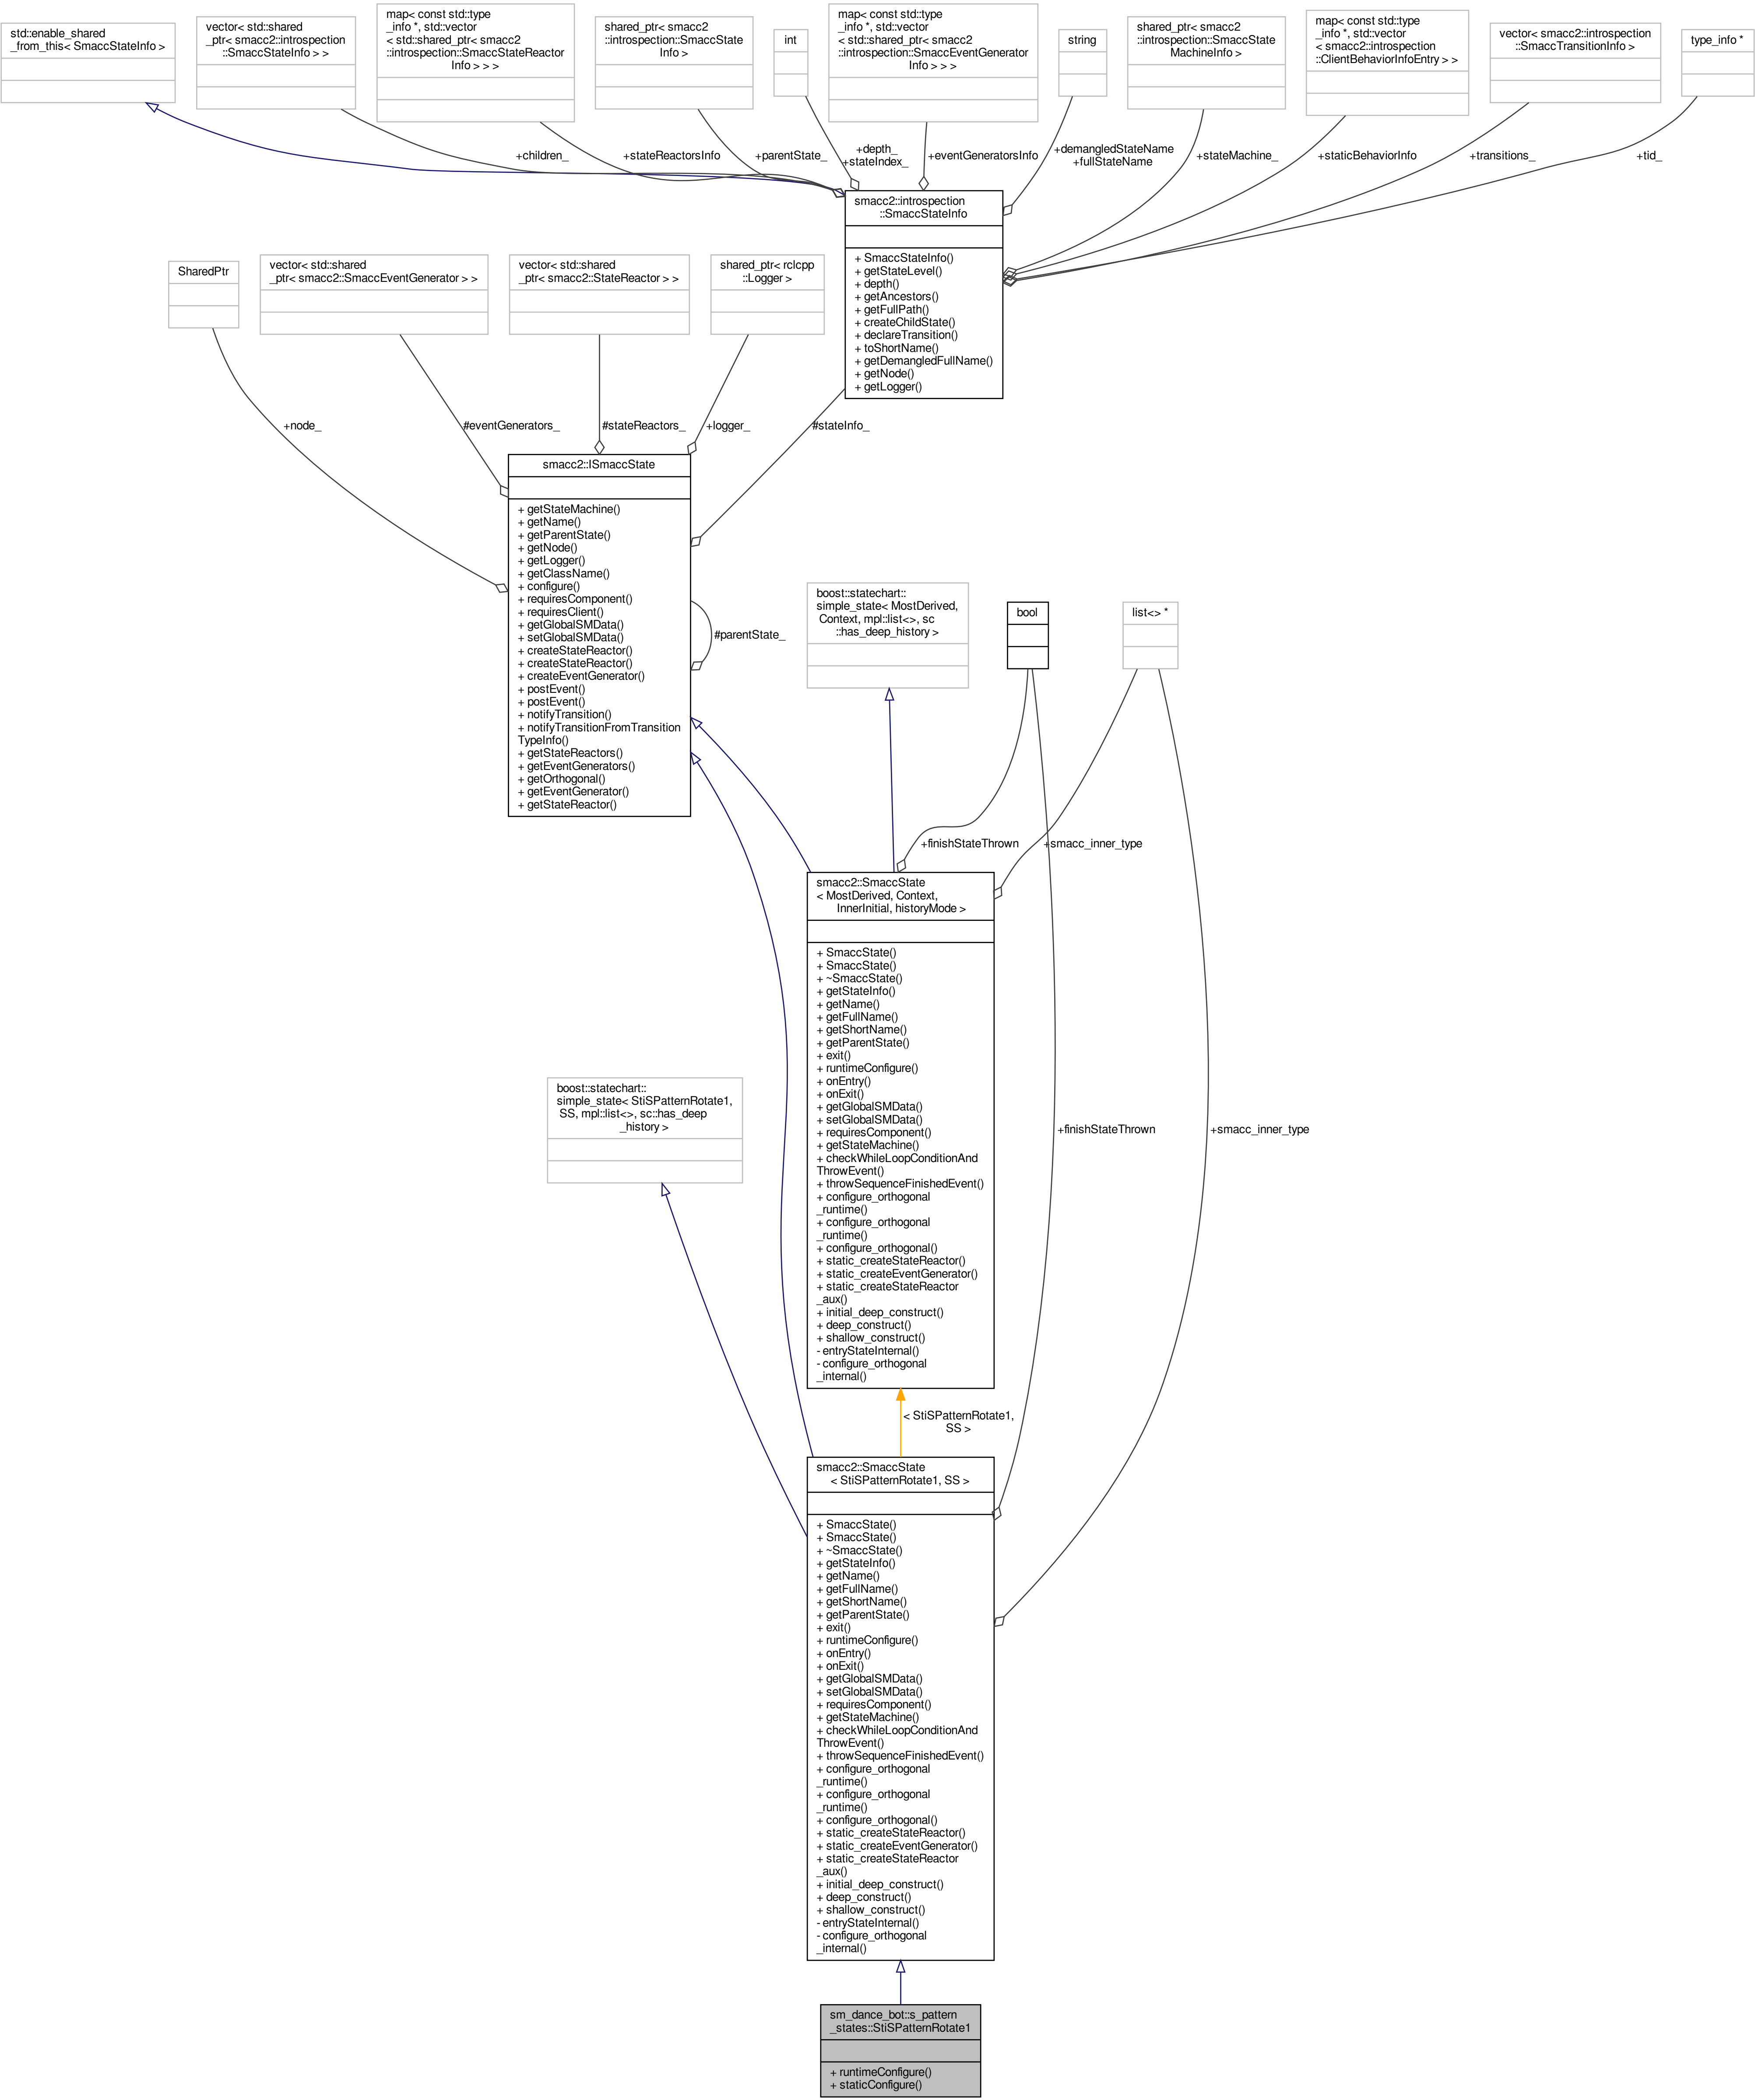 std::enable_shared
_from_this< SmaccStateInfo >
vector< std::shared
_ptr< smacc2::introspection
::SmaccStateInfo > >
map< const std::type
_info *, std::vector
< std::shared_ptr< smacc2
::introspection::SmaccStateReactor
Info > > >
shared_ptr< smacc2
::introspection::SmaccState
Info >
int
map< const std::type
_info *, std::vector
< std::shared_ptr< smacc2
::introspection::SmaccEventGenerator
Info > > >
string
shared_ptr< smacc2
::introspection::SmaccState
MachineInfo >
map< const std::type
_info *, std::vector
< smacc2::introspection
::ClientBehaviorInfoEntry > >
vector< smacc2::introspection
::SmaccTransitionInfo >
type_info *
+children_
+stateReactorsInfo
+parentState_
+depth_
+stateIndex_
+eventGeneratorsInfo
+demangledStateName
+fullStateName
+stateMachine_
+staticBehaviorInfo
+transitions_
+tid_
smacc2::introspection
::SmaccStateInfo
+ SmaccStateInfo()
+ getStateLevel()
+ depth()
+ getAncestors()
+ getFullPath()
+ createChildState()
+ declareTransition()
+ toShortName()
+ getDemangledFullName()
+ getNode()
+ getLogger()
SharedPtr
vector< std::shared
_ptr< smacc2::SmaccEventGenerator > >
vector< std::shared
_ptr< smacc2::StateReactor > >
shared_ptr< rclcpp
::Logger >
+node_
#eventGenerators_
#stateReactors_
+logger_
#stateInfo_
smacc2::ISmaccState
+ getStateMachine()
+ getName()
+ getParentState()
+ getNode()
+ getLogger()
+ getClassName()
+ configure()
+ requiresComponent()
+ requiresClient()
+ getGlobalSMData()
+ setGlobalSMData()
+ createStateReactor()
+ createStateReactor()
+ createEventGenerator()
+ postEvent()
+ postEvent()
+ notifyTransition()
+ notifyTransitionFromTransition
TypeInfo()
+ getStateReactors()
+ getEventGenerators()
+ getOrthogonal()
+ getEventGenerator()
+ getStateReactor()
#parentState_
boost::statechart::
simple_state< MostDerived,
Context, mpl::list<>, sc
::has_deep_history >
bool
list<> *
+finishStateThrown
+smacc_inner_type
smacc2::SmaccState
< MostDerived, Context,
InnerInitial, historyMode >
+ SmaccState()
+ SmaccState()
+ ~SmaccState()
+ getStateInfo()
+ getName()
+ getFullName()
+ getShortName()
+ getParentState()
+ exit()
+ runtimeConfigure()
+ onEntry()
+ onExit()
+ getGlobalSMData()
+ setGlobalSMData()
+ requiresComponent()
+ getStateMachine()
+ checkWhileLoopConditionAnd
ThrowEvent()
+ throwSequenceFinishedEvent()
+ configure_orthogonal
_runtime()
+ configure_orthogonal
_runtime()
+ configure_orthogonal()
+ static_createStateReactor()
+ static_createEventGenerator()
+ static_createStateReactor
_aux()
+ initial_deep_construct()
+ deep_construct()
+ shallow_construct()
- entryStateInternal()
- configure_orthogonal
_internal()
boost::statechart::
simple_state< StiSPatternRotate1,
SS, mpl::list<>, sc::has_deep
_history >
+finishStateThrown
+smacc_inner_type
< StiSPatternRotate1,
SS >
smacc2::SmaccState
< StiSPatternRotate1, SS >
+ SmaccState()
+ SmaccState()
+ ~SmaccState()
+ getStateInfo()
+ getName()
+ getFullName()
+ getShortName()
+ getParentState()
+ exit()
+ runtimeConfigure()
+ onEntry()
+ onExit()
+ getGlobalSMData()
+ setGlobalSMData()
+ requiresComponent()
+ getStateMachine()
+ checkWhileLoopConditionAnd
ThrowEvent()
+ throwSequenceFinishedEvent()
+ configure_orthogonal
_runtime()
+ configure_orthogonal
_runtime()
+ configure_orthogonal()
+ static_createStateReactor()
+ static_createEventGenerator()
+ static_createStateReactor
_aux()
+ initial_deep_construct()
+ deep_construct()
+ shallow_construct()
- entryStateInternal()
- configure_orthogonal
_internal()
sm_dance_bot::s_pattern
_states::StiSPatternRotate1
+ runtimeConfigure()
+ staticConfigure()